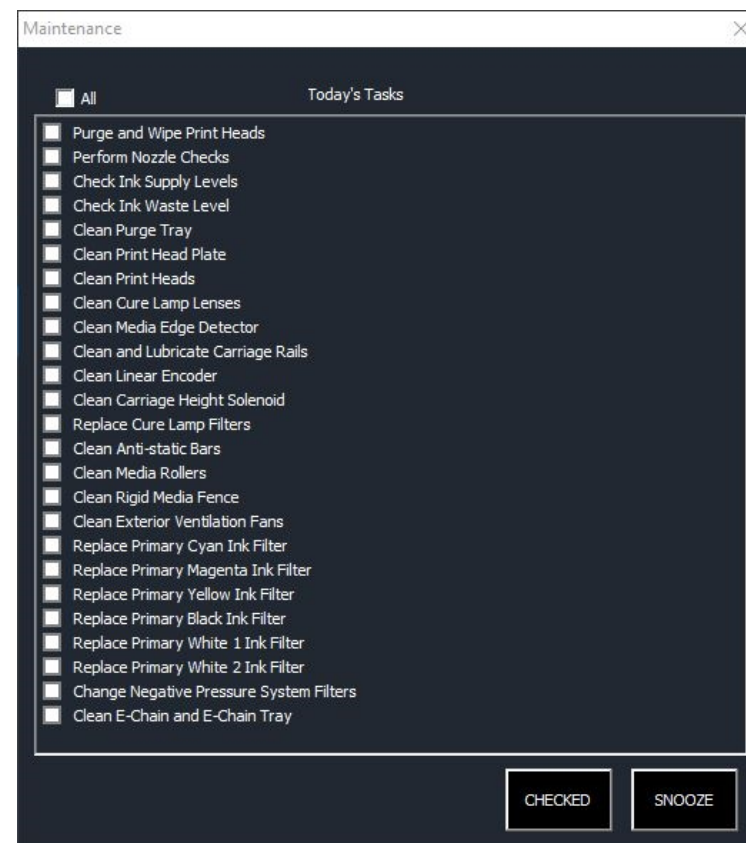 Maintenance
All
Today's Tasks
Purge and Wipe Print Heads
Perform Nozzle Checks
Check Ink Supply Levels
Check Ink Waste Level
Clean Purge Tray
Clean Print Head Plate
Clean Print Heads
Clean Cure Lamp Lenses
Clean Media Edge Detector
Clean and Lubricate Carriage Rails
Clean Linear Encoder
Clean Carriage Height Solenoid
Replace Cure Lamp Filters
Clean Anti-static Bars
Clean Media Rollers
Clean Rigid Media Fence
Clean Exterior Ventilation Fans
Replace Primary Cyan Ink Filter
Replace Primary Magenta Ink Filter
Replace Primary Yellow Ink Filter
Replace Primary Black Ink Filter
Replace Primary White 1 Ink Filter
Replace Primary White 2 Ink Filter
Change Negative Pressure System Filters
Clean E-Chain and E-Chain Tray
CHECKED
SNOOZE